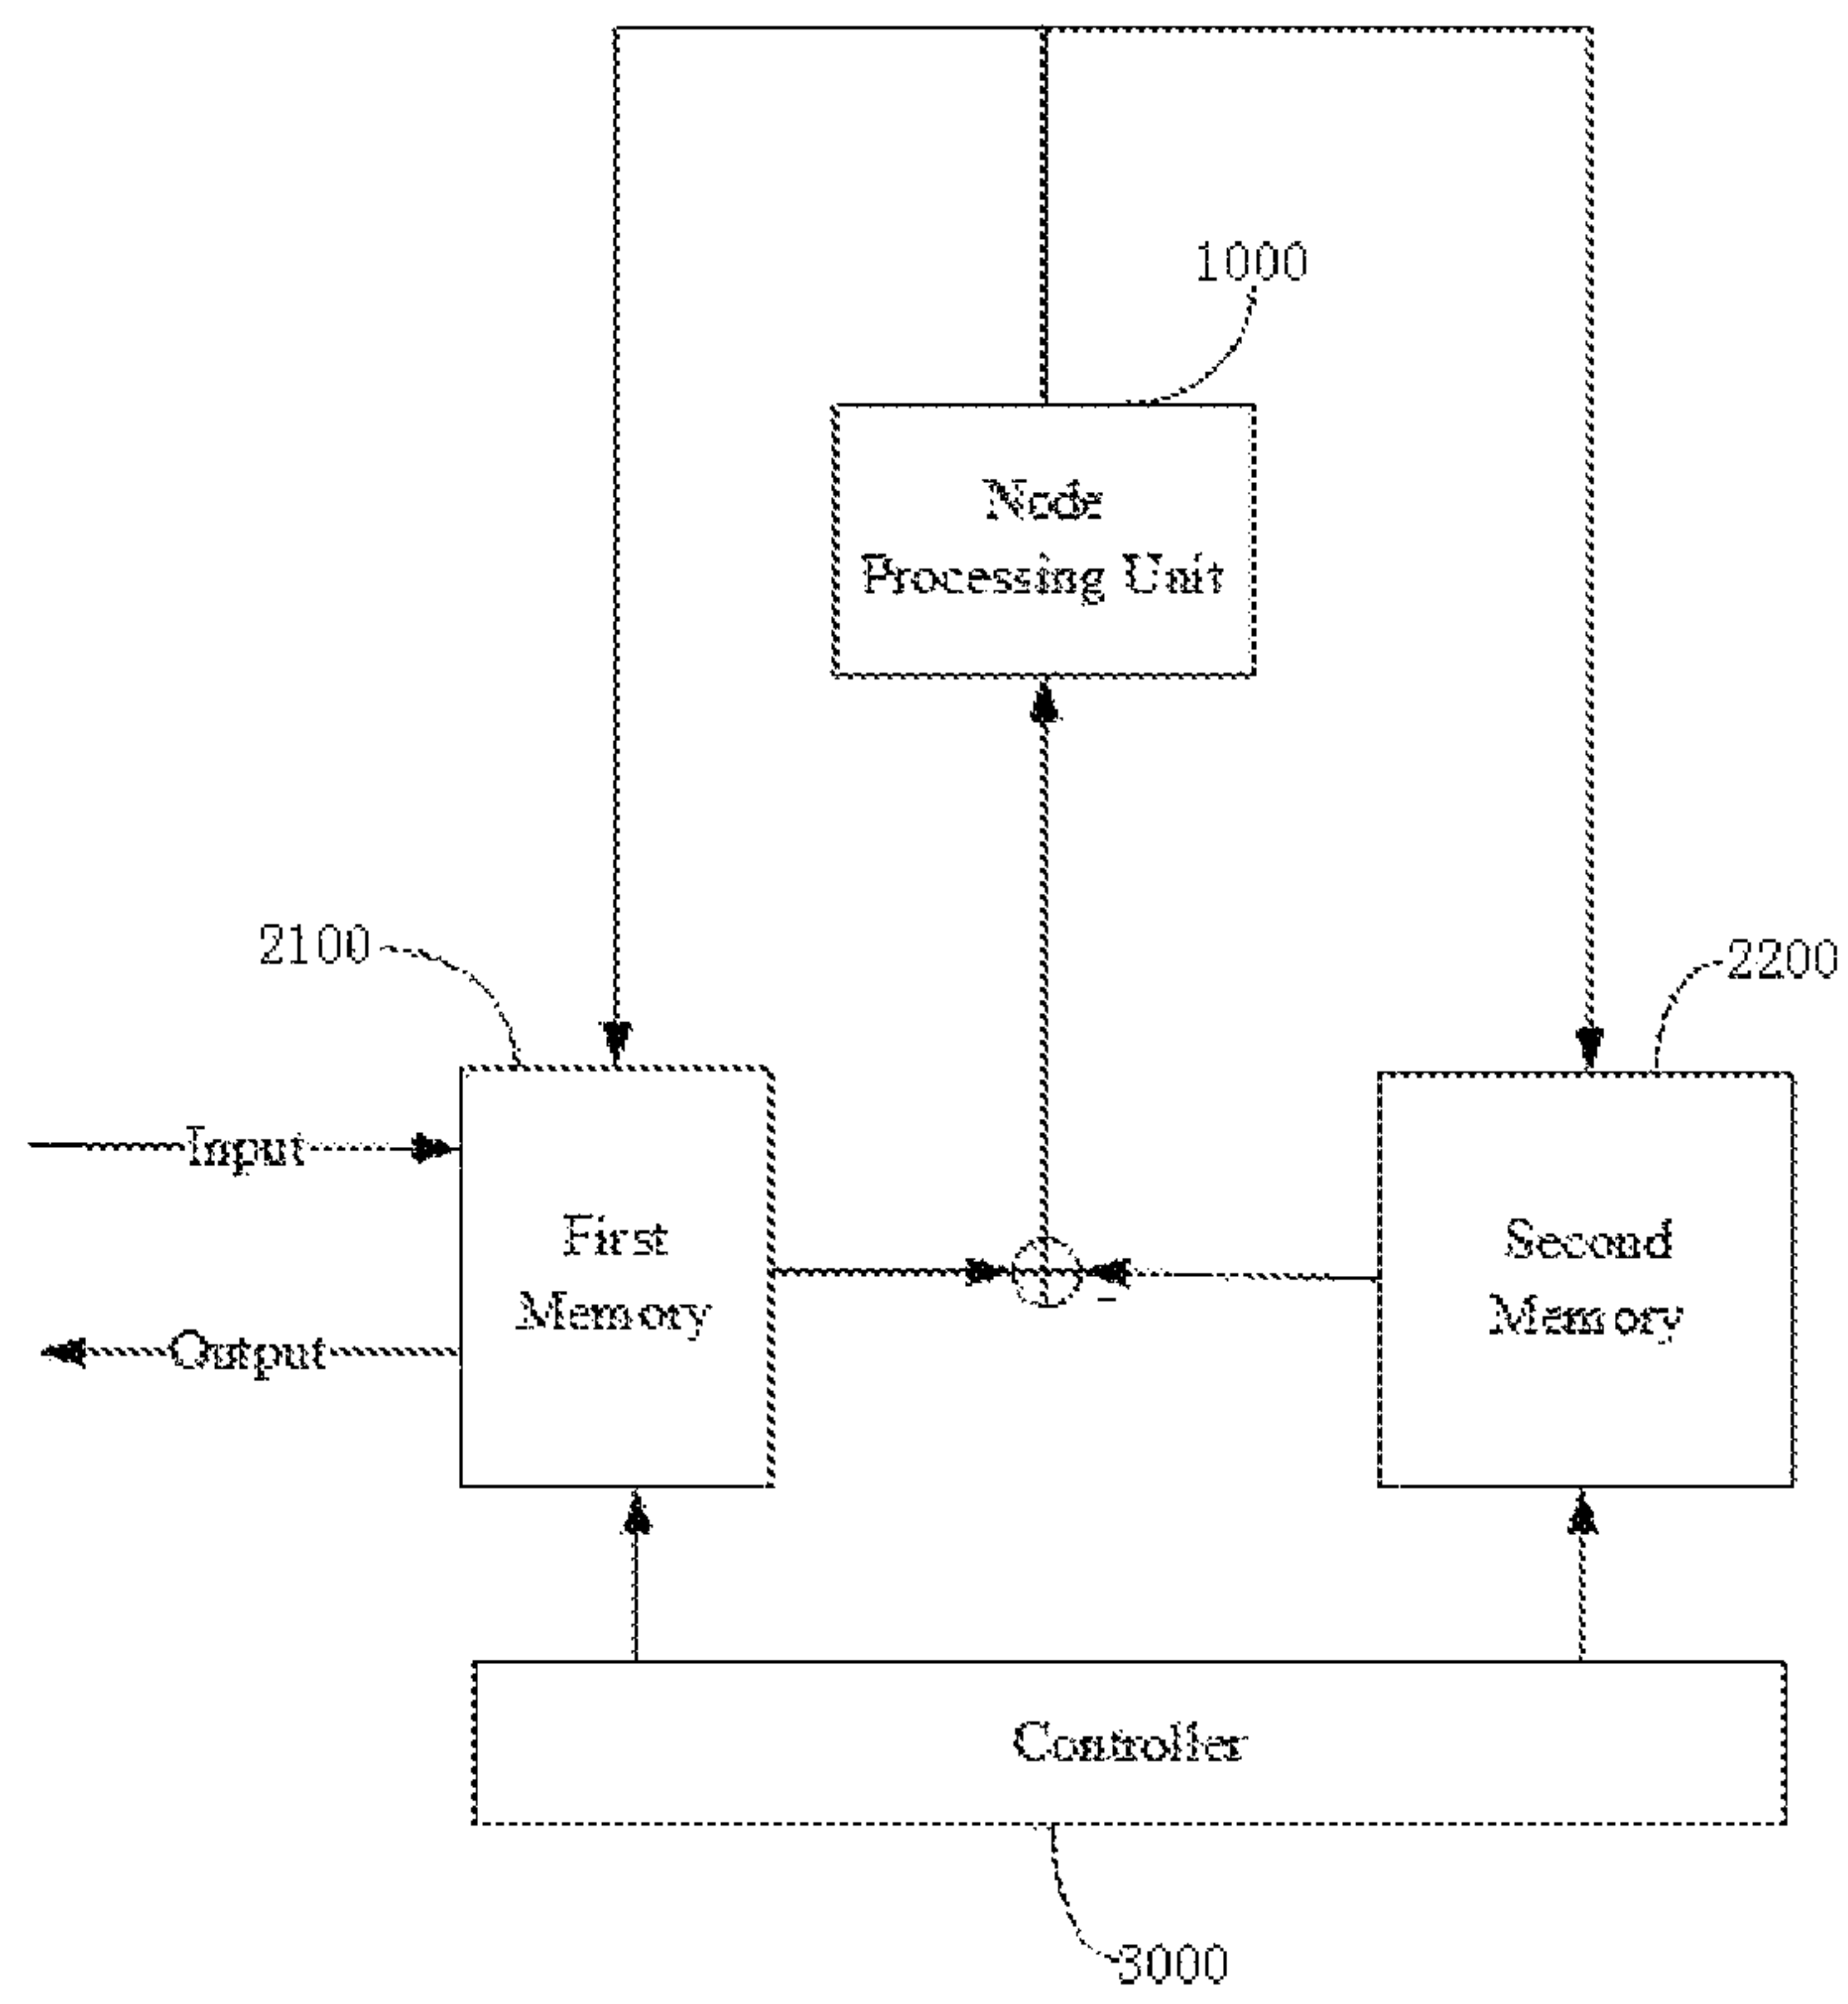 1000
Node
Processing Unit
2100
2200
Input
First
Memory
Second
Memory
-
Output
Controller
3000